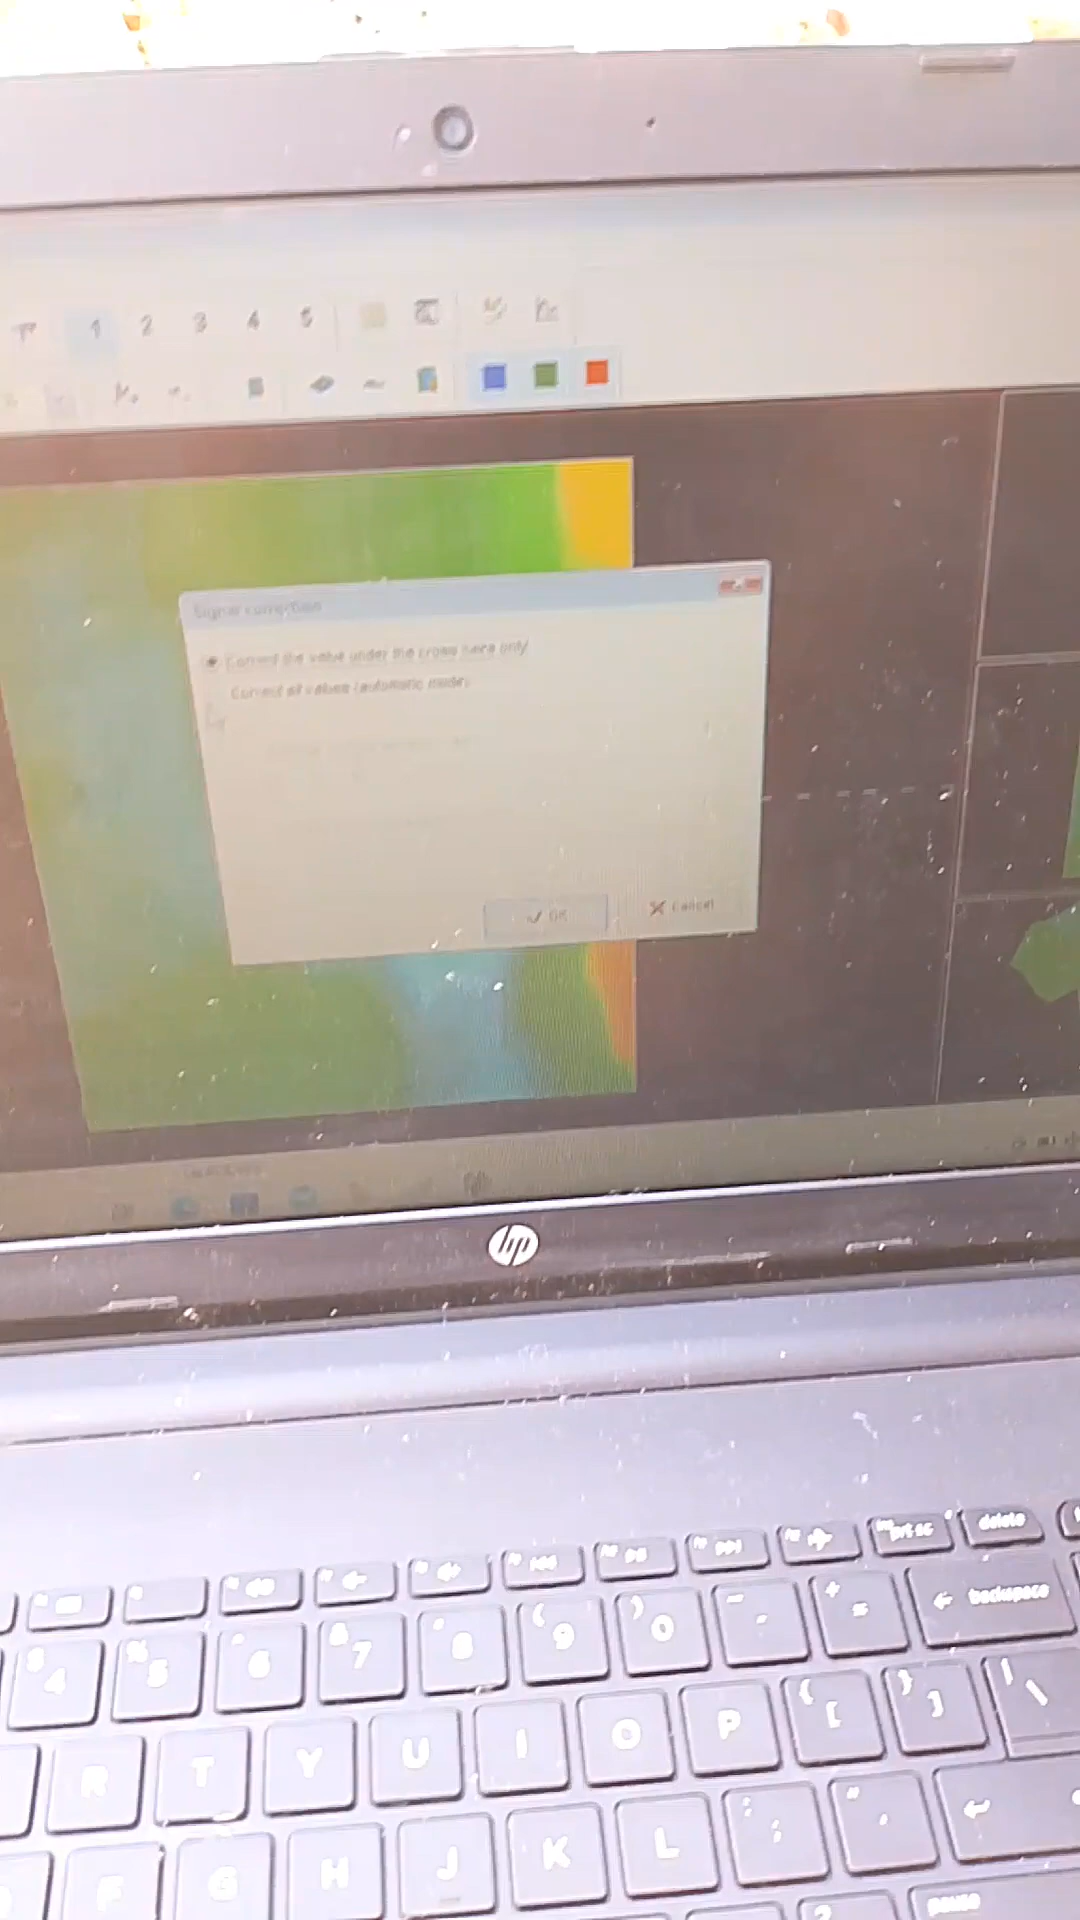 1 2 3 4 5
Signal correction
Correct the value under the cross hairs only
Correct all values (automatic mode)
OK
Cancel
hp
prt sc
delete
4
% 5
^ 6
& 7
* 8
( 9
) 0
_ -
+ =
backspace
R T Y U I O P { [ } ] | \
F G H J K L : ; " ,
pause
?